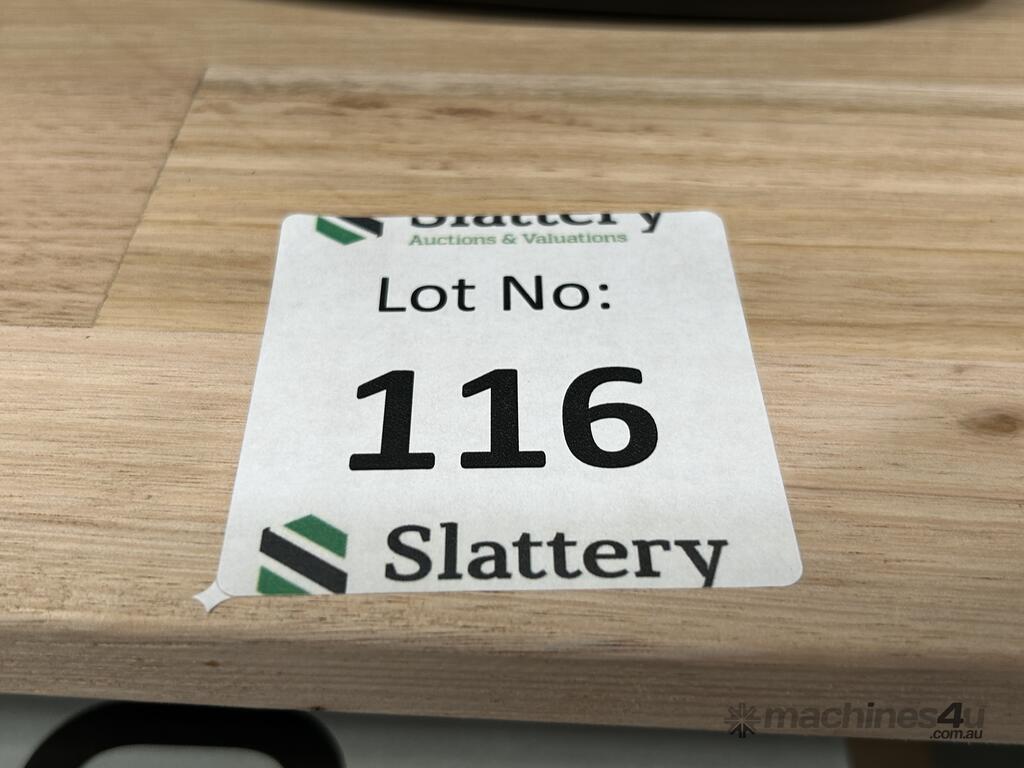 Slattery
Auctions & Valuations
Lot No:
116
Slattery
machines4u
.com.au